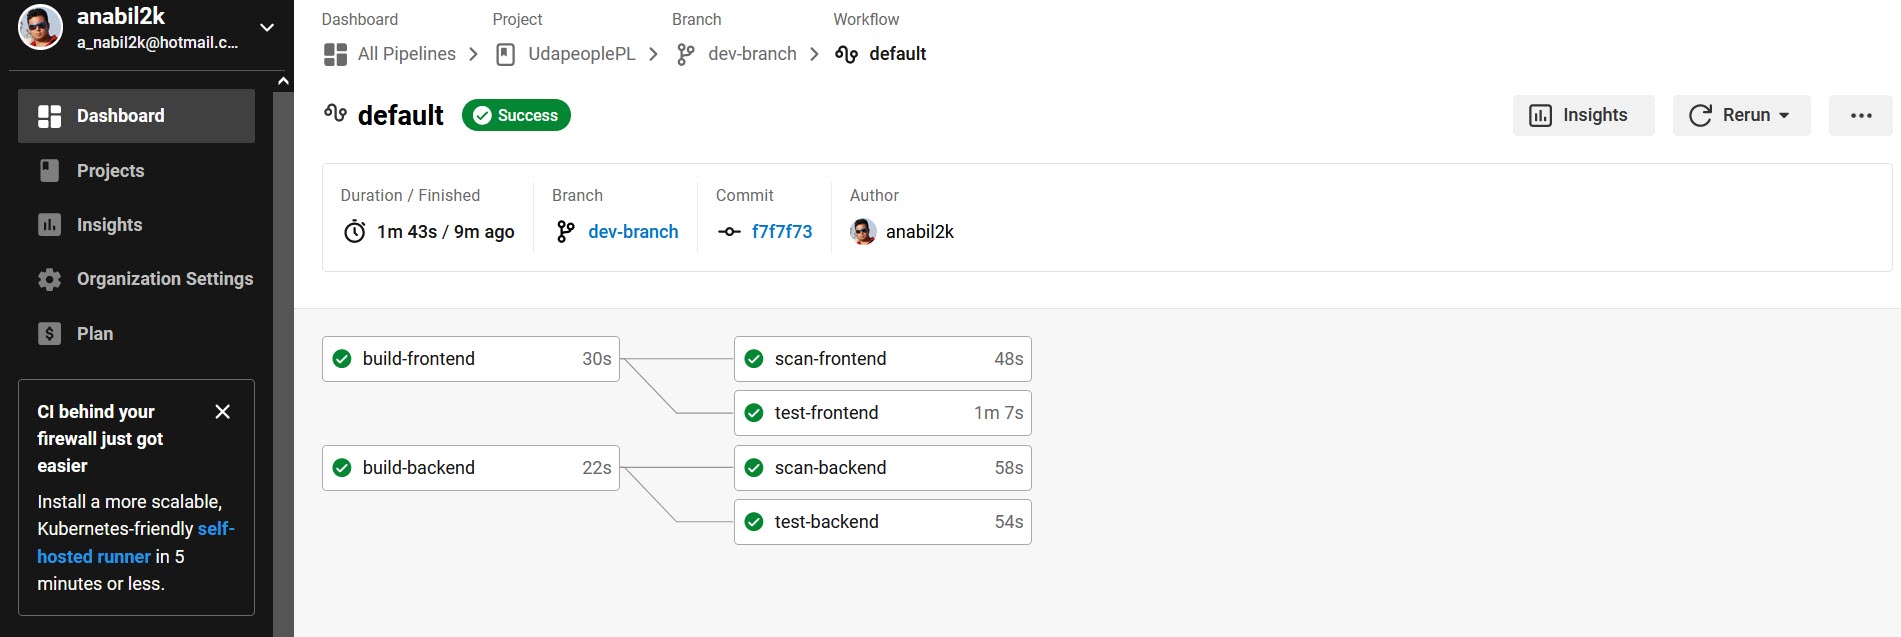 anabil2k
a_nabil2k@hotmail.c...
Dashboard
Projects
Insights
Organization Settings
Plan
CI behind your
firewall just got
easier
Install a more scalable,
Kubernetes-friendly self-
hosted runner in 5
minutes or less.
Dashboard Project Branch Workflow
All Pipelines UdapeoplePL dev-branch default
default Success Insights Rerun ...
Duration / Finished Branch Commit Author
1m 43s / 9m ago dev-branch f7f7f73 anabil2k
build-frontend 30s scan-frontend 48s
test-frontend 1m 7s
build-backend 22s scan-backend 58s
test-backend 54s